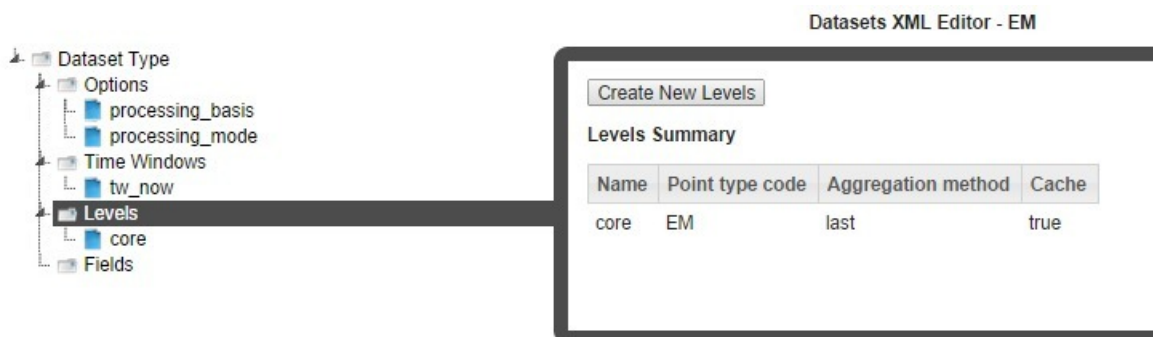 Datasets XML Editor - EM
Dataset Type
Options
processing_basis
processing_mode
Time Windows
tw_now
Levels
core
Fields
Create New Levels
Levels Summary
Name Point type code Aggregation method Cache
core EM last true